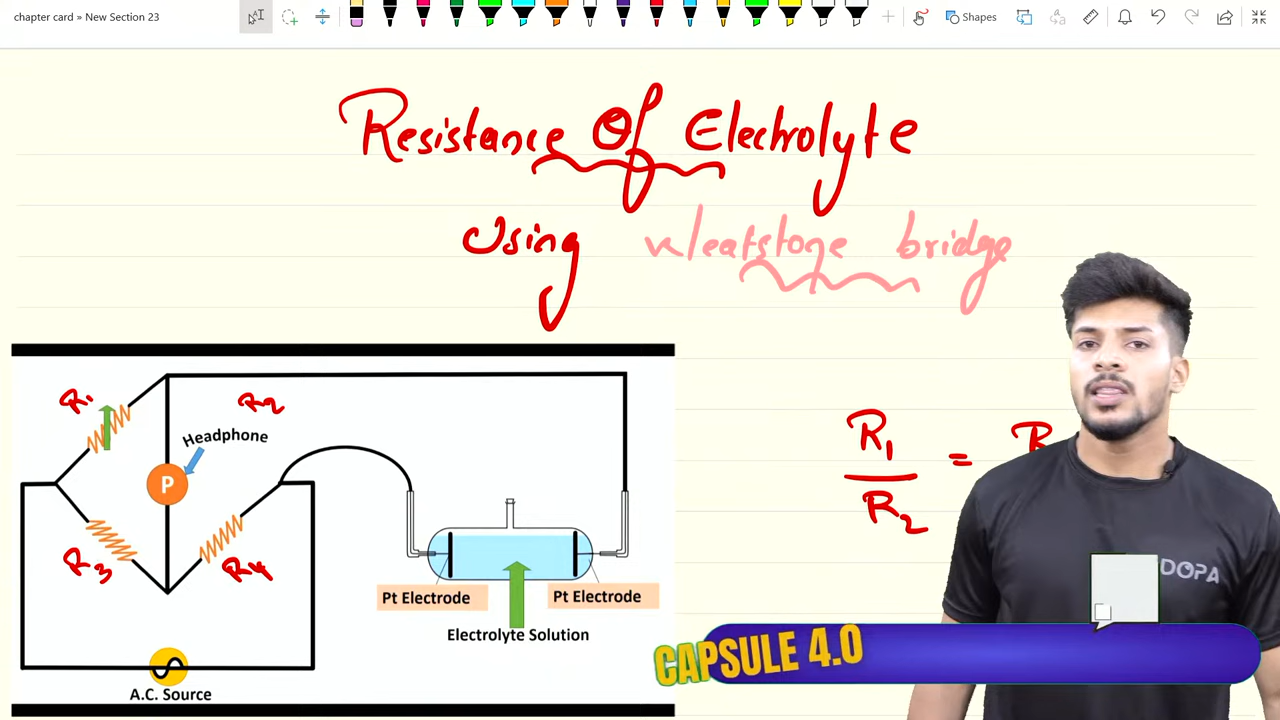 chapter card » New Section 23
Shapes
Resistance Of Electrolyte
Using wheatstone bridge
R1
R2
Headphone
P
R3
R4
Pt Electrode
Pt Electrode
Electrolyte Solution
A.C. Source
R1
= R
R2
DOPA
CAPSULE 4.0